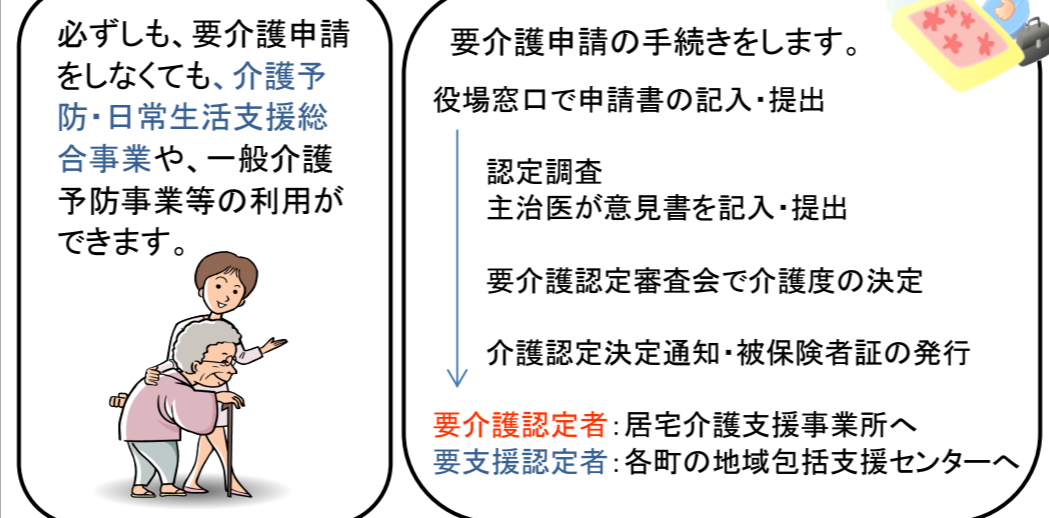 必ずしも、要介護申請
をしなくても、介護予
防・日常生活支援総
合事業や、一般介護
予防事業等の利用が
できます。
要介護申請の手続きをします。
役場窓口で申請書の記入・提出
認定調査
主治医が意見書を記入・提出
要介護認定審査会で介護度の決定
介護認定決定通知・被保険者証の発行
要介護認定者：居宅介護支援事業所へ
要支援認定者：各町の地域包括支援センターへ